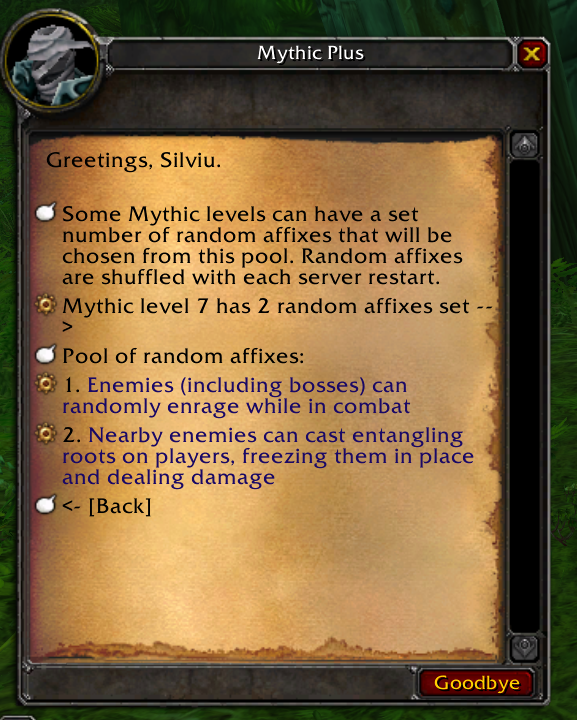 Mythic Plus
Greetings, Silviu.
Some Mythic levels can have a set
number of random affixes that will be
chosen from this pool. Random affixes
are shuffled with each server restart.
Mythic level 7 has 2 random affixes set --
>
Pool of random affixes:
1. Enemies (including bosses) can
randomly enrage while in combat
2. Nearby enemies can cast entangling
roots on players, freezing them in place
and dealing damage
<- [Back]
Goodbye